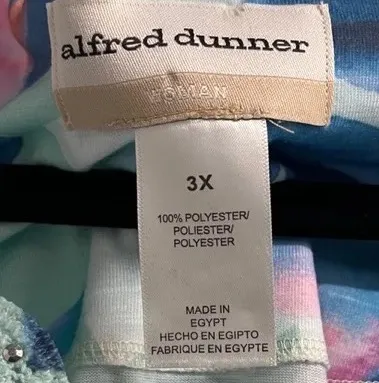 alfred dunner
WOMAN
3X
100% POLYESTER/
POLIESTER/
POLYESTER
MADE IN
EGYPT
HECHO EN EGIPTO
FABRIQUE EN EGYPTE